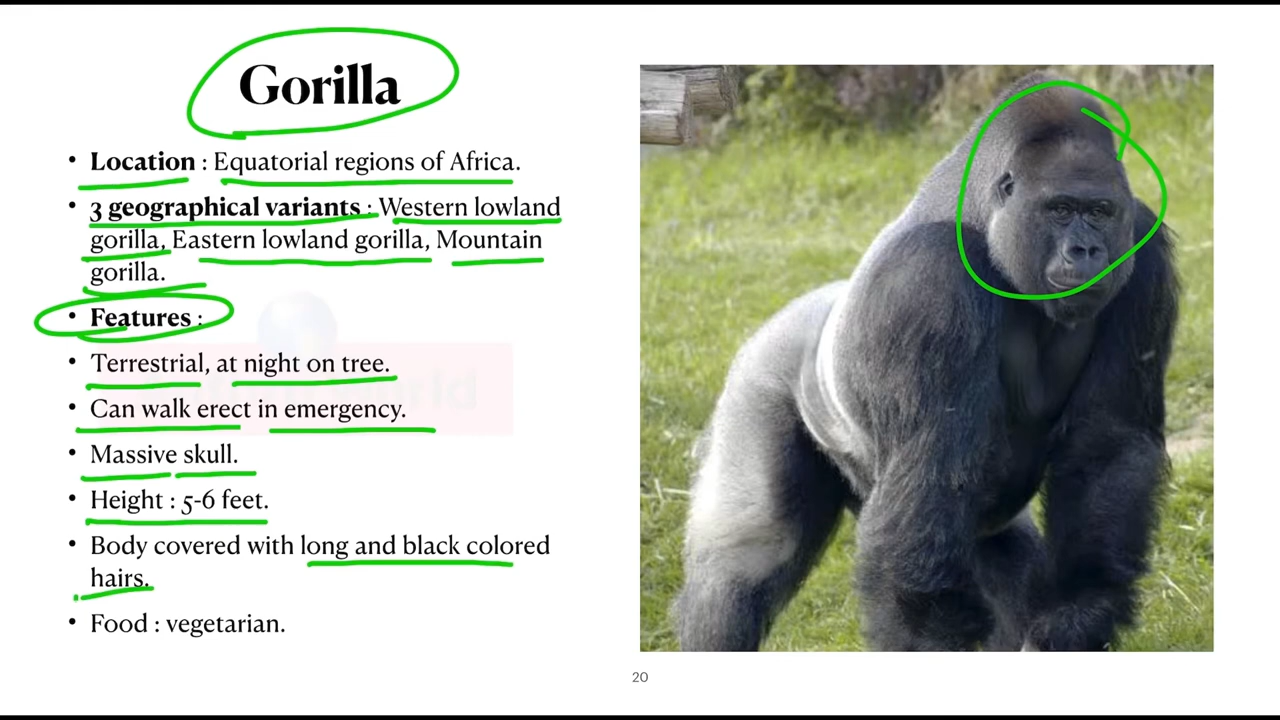 Gorilla
• Location : Equatorial regions of Africa.
• 3 geographical variants : Western lowland
gorilla, Eastern lowland gorilla, Mountain
gorilla.
• Features :
• Terrestrial, at night on tree.
• Can walk erect in emergency.
• Massive skull.
• Height : 5-6 feet.
• Body covered with long and black colored
hairs.
• Food : vegetarian.
20